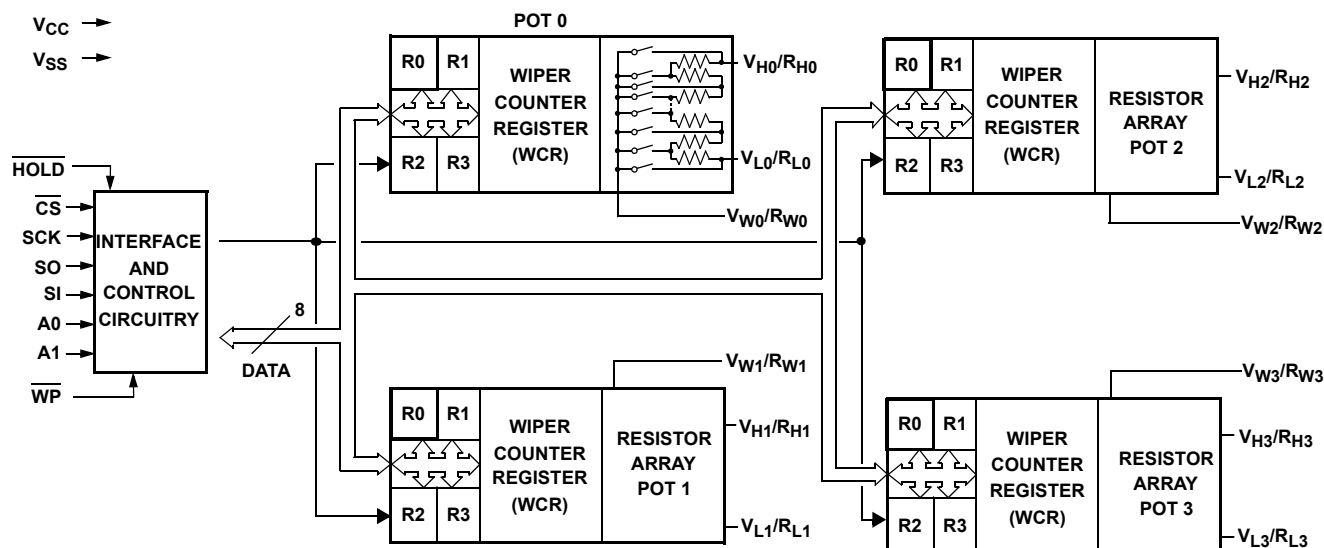 VCC
VSS
HOLD
CS
SCK
SO
SI
A0
A1
WP
INTERFACE
AND
CONTROL
CIRCUITRY
8
DATA
POT 0
R0 R1
R2 R3
WIPER
COUNTER
REGISTER
(WCR)
VH0/RH0
VL0/RL0
VW0/RW0
R0 R1
R2 R3
WIPER
COUNTER
REGISTER
(WCR)
RESISTOR
ARRAY
POT 2
VH2/RH2
VL2/RL2
VW2/RW2
R0 R1
R2 R3
WIPER
COUNTER
REGISTER
(WCR)
RESISTOR
ARRAY
POT 1
VW1/RW1
VH1/RH1
VL1/RL1
R0 R1
R2 R3
WIPER
COUNTER
REGISTER
(WCR)
RESISTOR
ARRAY
POT 3
VW3/RW3
VH3/RH3
VL3/RL3